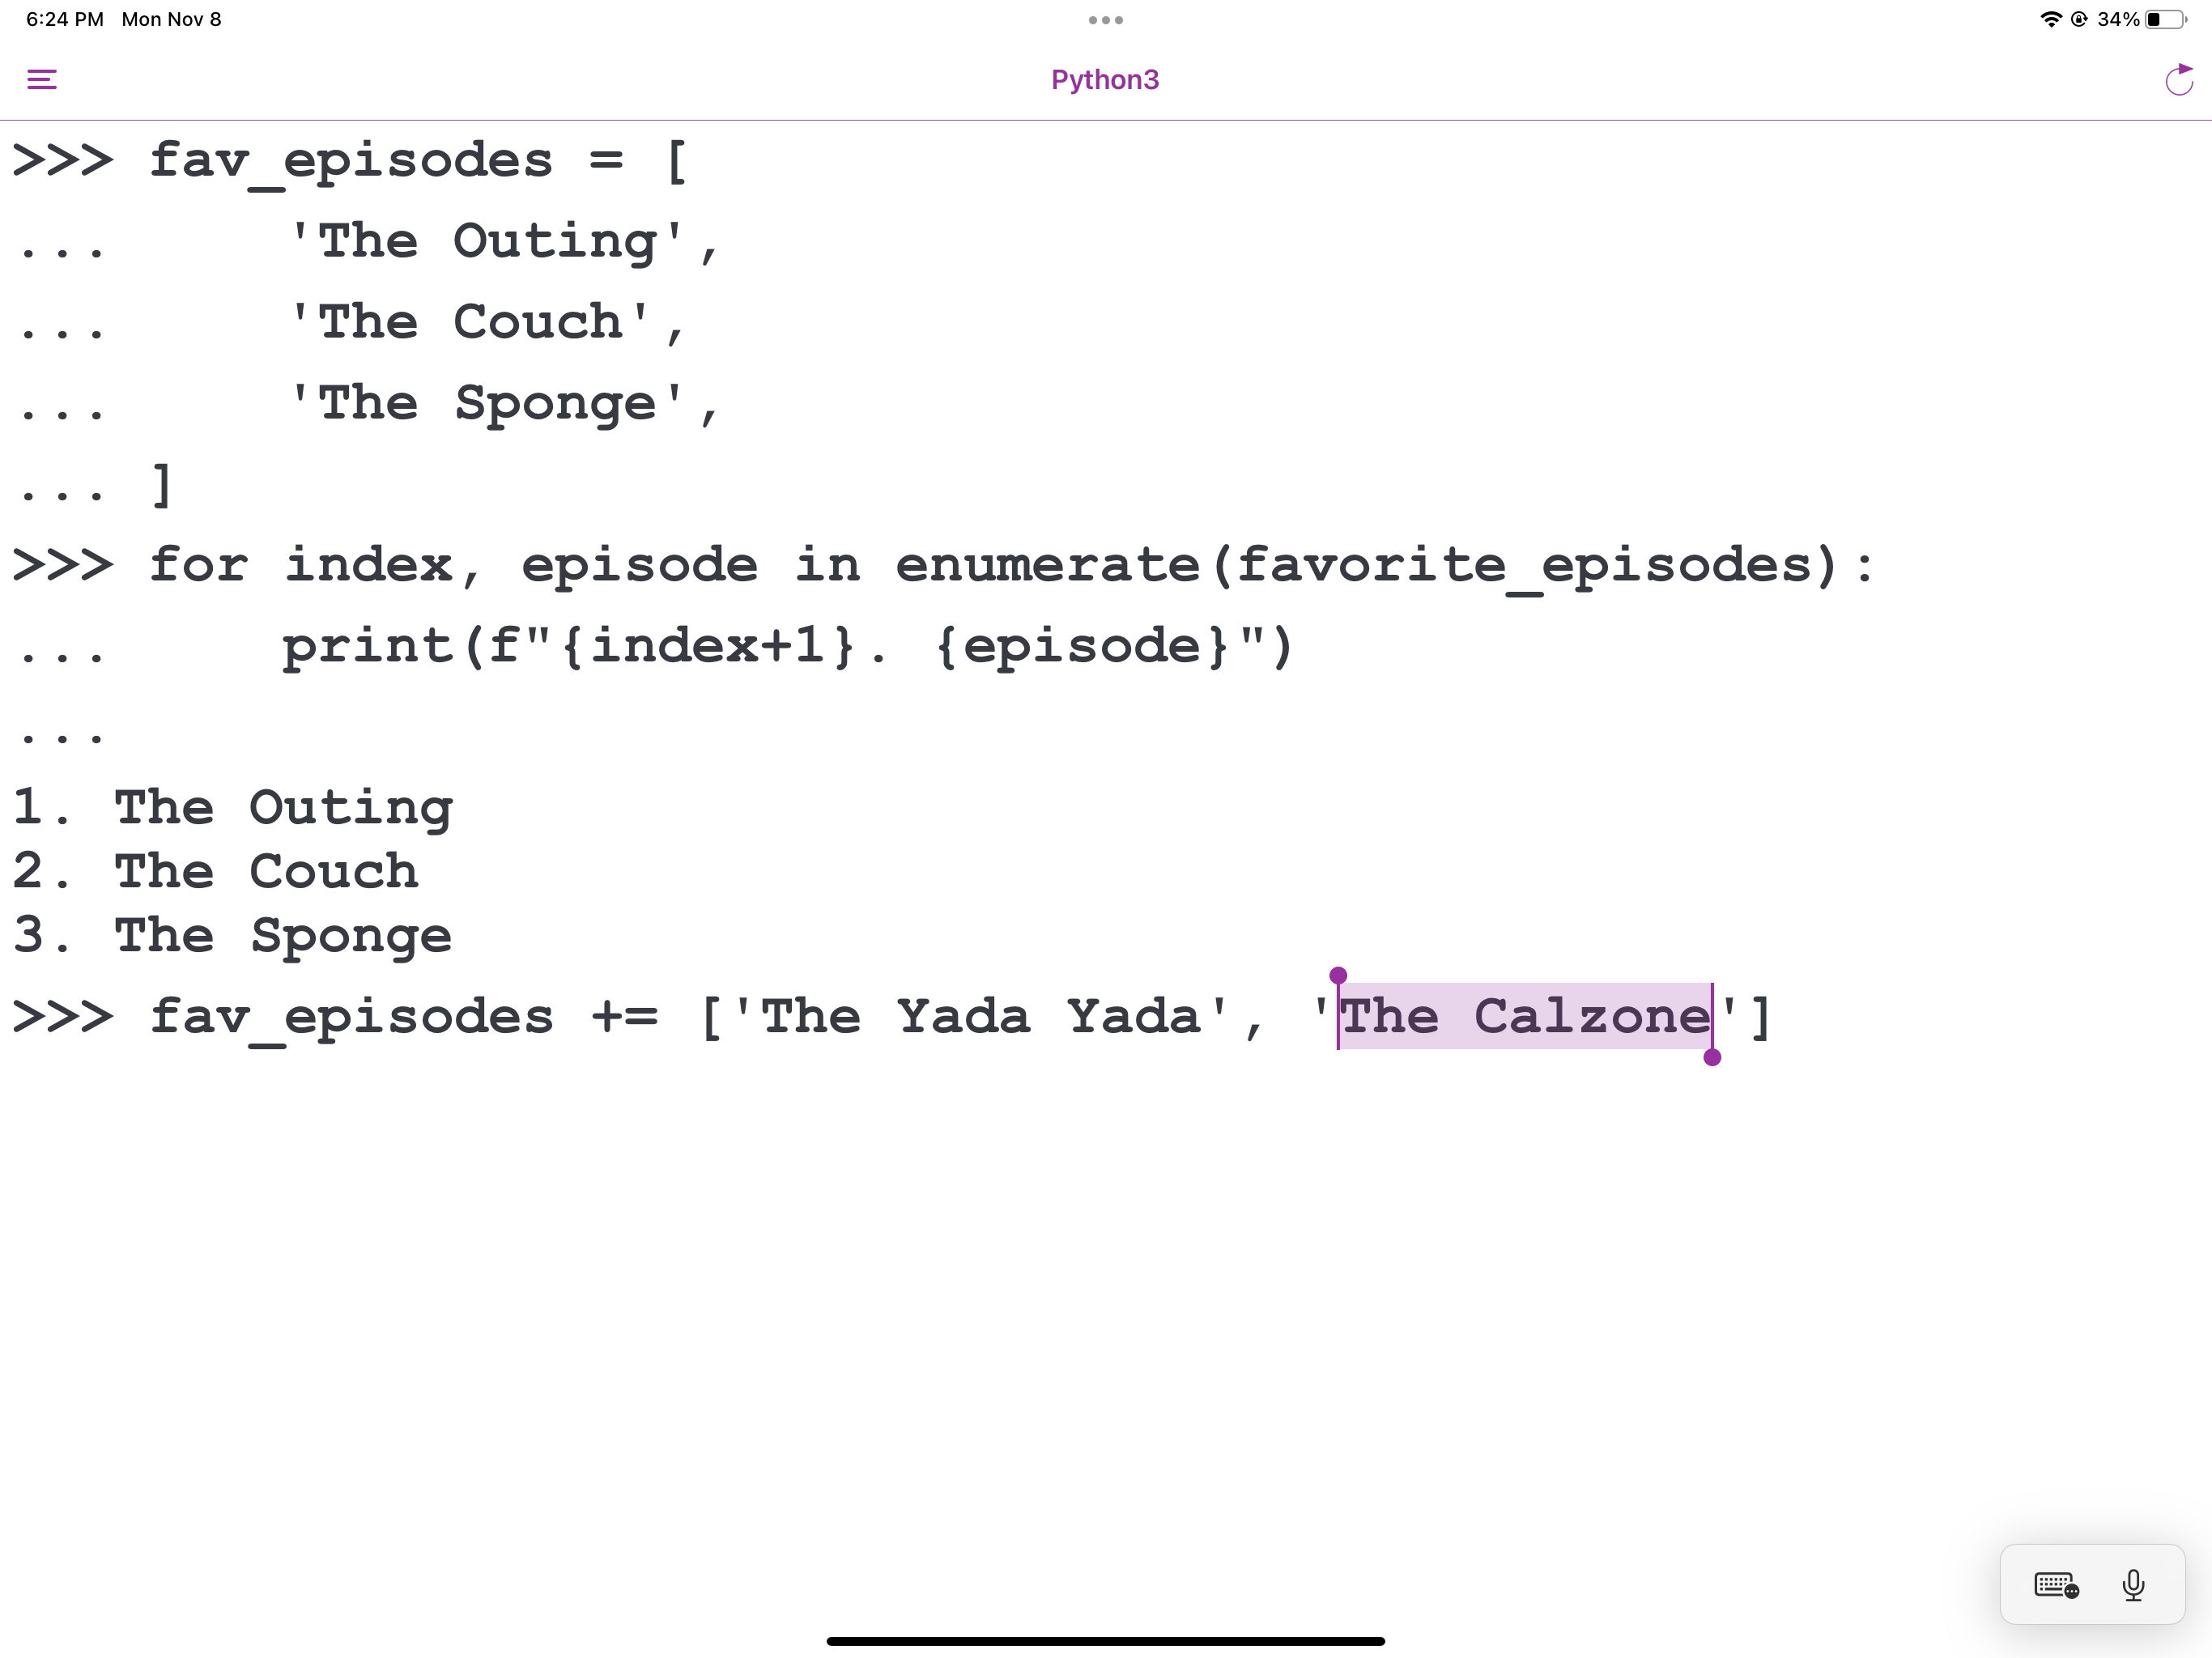 6:24 PM Mon Nov 8 34%
Python3
>>> fav_episodes = [
...     'The Outing',
...     'The Couch',
...     'The Sponge',
... ]
>>> for index, episode in enumerate(favorite_episodes):
...     print(f"{index+1}. {episode}")
...
1. The Outing
2. The Couch
3. The Sponge
>>> fav_episodes += ['The Yada Yada', 'The Calzone']